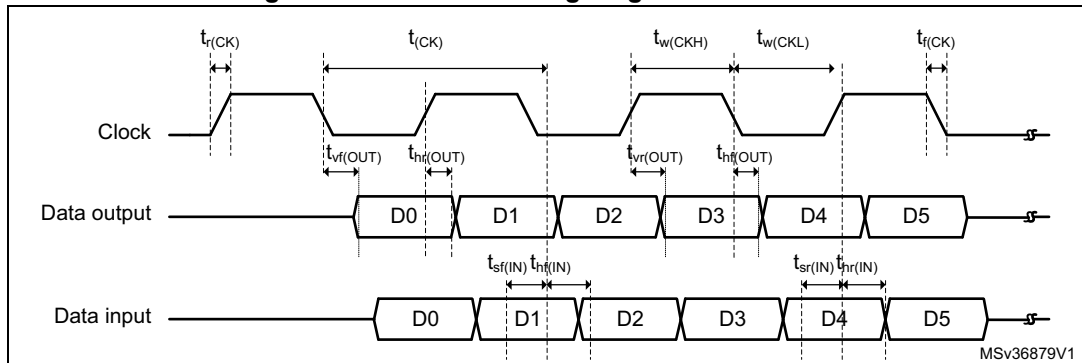 t_r(CK) t_(CK) t_w(CKH) t_w(CKL) t_f(CK)
Clock
t_vf(OUT) t_hr(OUT) t_vr(OUT) t_hf(OUT)
Data output D0 D1 D2 D3 D4 D5
t_sf(IN) t_hf(IN) t_sr(IN) t_hr(IN)
Data input D0 D1 D2 D3 D4 D5
MSv36879V1